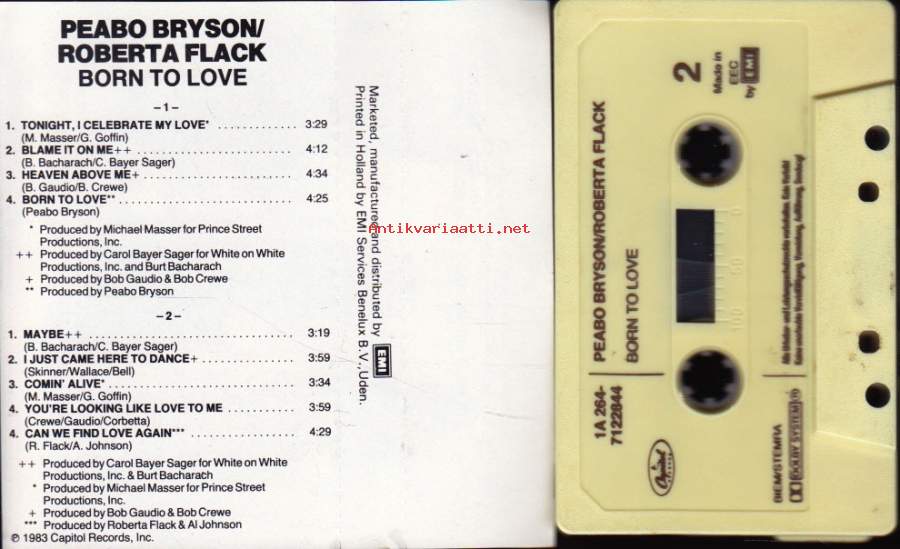 PEABO BRYSON/
ROBERTA FLACK
BORN TO LOVE
– 1 –
1. TONIGHT, I CELEBRATE MY LOVE* ............ 3:29
(M. Masser/G. Goffin)
2. BLAME IT ON ME++ ........................ 4:12
(B. Bacharach/C. Bayer Sager)
3. HEAVEN ABOVE ME+ ....................... 4:34
(B. Gaudio/B. Crewe)
4. BORN TO LOVE** .......................... 4:25
(Peabo Bryson)
* Produced by Michael Masser for Prince Street
Productions, Inc.
++ Produced by Carol Bayer Sager for White on White
Productions, Inc. and Burt Bacharach
+ Produced by Bob Gaudio & Bob Crewe
** Produced by Peabo Bryson
– 2 –
1. MAYBE++ ................................ 3:19
(B. Bacharach/C. Bayer Sager)
2. I JUST CAME HERE TO DANCE+ .............. 3:59
(Skinner/Wallace/Bell)
3. COMIN' ALIVE* ............................ 3:34
(M. Masser/G. Goffin)
4. YOU'RE LOOKING LIKE LOVE TO ME .......... 3:59
(Crewe/Gaudio/Corbetta)
4. CAN WE FIND LOVE AGAIN*** ................ 4:29
(R. Flack/A. Johnson)
++ Produced by Carol Bayer Sager for White on White
Productions, Inc. & Burt Bacharach
* Produced by Michael Masser for Prince Street
Productions, Inc.
+ Produced by Bob Gaudio & Bob Crewe
*** Produced by Roberta Flack & Al Johnson
℗ 1983 Capitol Records, Inc.
Marketed, manufactured and distributed by EMI
Printed in Holland by EMI Services Benelux B.V., Uden.
Antikvariaatti.net
2
Made in
EEC
by EMI
PEABO BRYSON/ROBERTA FLACK
BORN TO LOVE
100 50 0
1A 264-
7122844
Capitol
BIEM/STEMRA
DOLBY SYSTEM®